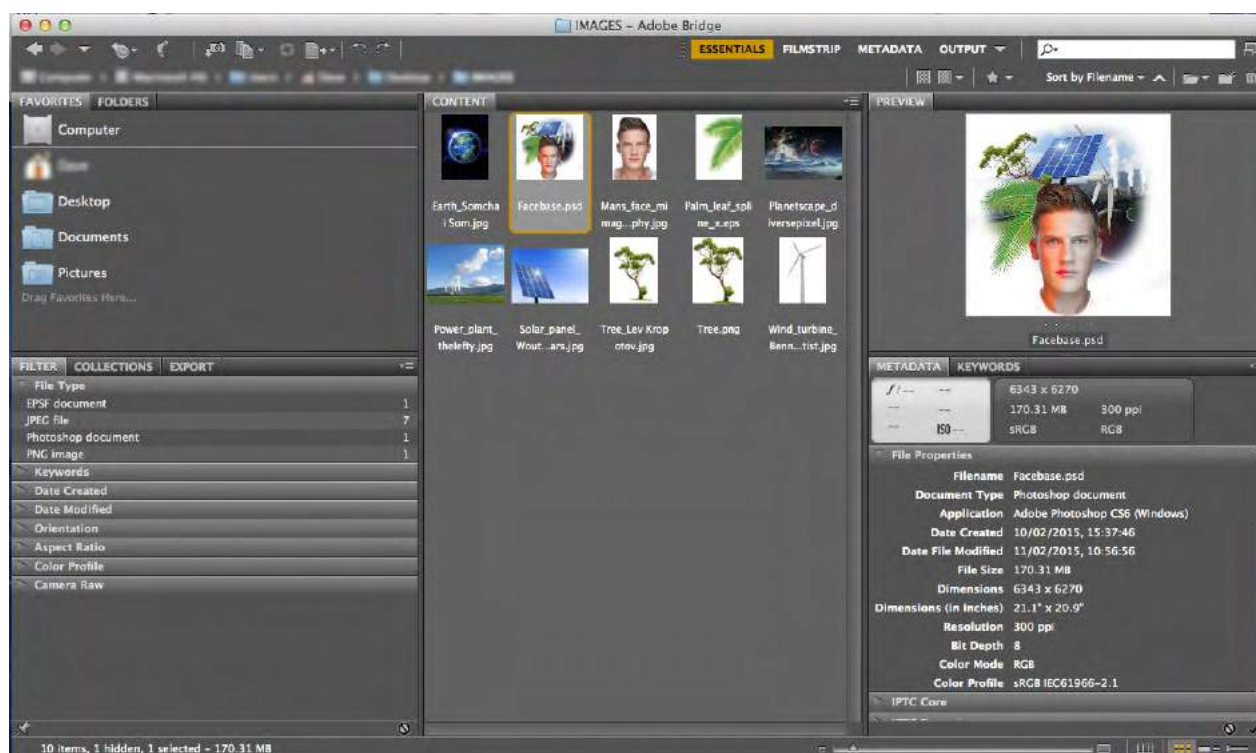 IMAGES – Adobe Bridge
ESSENTIALS FILMSTRIP METADATA OUTPUT
Sort by Filename
FAVORITES FOLDERS
Computer
Desktop
Documents
Pictures
Drag Favorites Here...
FILTER COLLECTIONS EXPORT
File Type
EPSF document 1
JPEG file 7
Photoshop document 1
PNG image 1
Keywords
Date Created
Date Modified
Orientation
Aspect Ratio
Color Profile
Camera Raw
CONTENT
Earth_Somcha
i Som.jpg
Facebase.psd
Mans_face_mi
mag...phy.jpg
Palm_leaf_spli
ne_x.eps
Planetscape_d
iversepixel.jpg
Power_plant_
thelefty.jpg
Solar_panel_
Wout...ars.jpg
Tree_Lev Krop
otov.jpg
Tree.png
Wind_turbine_
Benn...tist.jpg
PREVIEW
Facebase.psd
METADATA KEYWORDS
f/-- --
-- --
-- ISO--
6343 x 6270
170.31 MB 300 ppi
sRGB RGB
File Properties
Filename Facebase.psd
Document Type Photoshop document
Application Adobe Photoshop CS6 (Windows)
Date Created 10/02/2015, 15:37:46
Date File Modified 11/02/2015, 10:56:56
File Size 170.31 MB
Dimensions 6343 x 6270
Dimensions (in inches) 21.1" x 20.9"
Resolution 300 ppi
Bit Depth 8
Color Mode RGB
Color Profile sRGB IEC61966-2.1
IPTC Core
10 items, 1 hidden, 1 selected – 170.31 MB